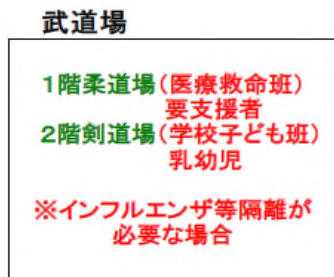 武道場
1階柔道場(医療救命班)
要支援者
2階剣道場(学校子ども班)
乳幼児
※インフルエンザ等隔離が
必要な場合